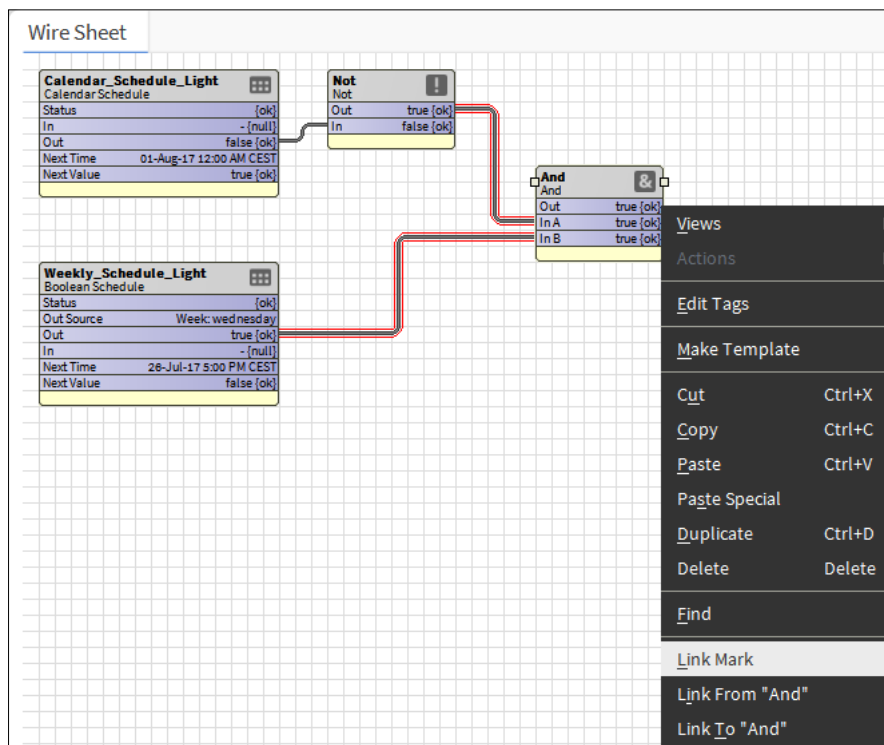 Wire Sheet
Calendar_Schedule_Light
Calendar Schedule
Status {ok}
In - {null}
Out false {ok}
Next Time 01-Aug-17 12:00 AM CEST
Next Value true {ok}
Not
Not
Out true {ok}
In false {ok}
And
And
&
Out true {ok}
In A true {ok}
In B true {ok}
Weekly_Schedule_Light
Boolean Schedule
Status {ok}
Out Source Week: wednesday
Out true {ok}
In - {null}
Next Time 26-Jul-17 5:00 PM CEST
Next Value false {ok}
Views
Actions
Edit Tags
Make Template
Cut Ctrl+X
Copy Ctrl+C
Paste Ctrl+V
Paste Special
Duplicate Ctrl+D
Delete Delete
Find
Link Mark
Link From "And"
Link To "And"